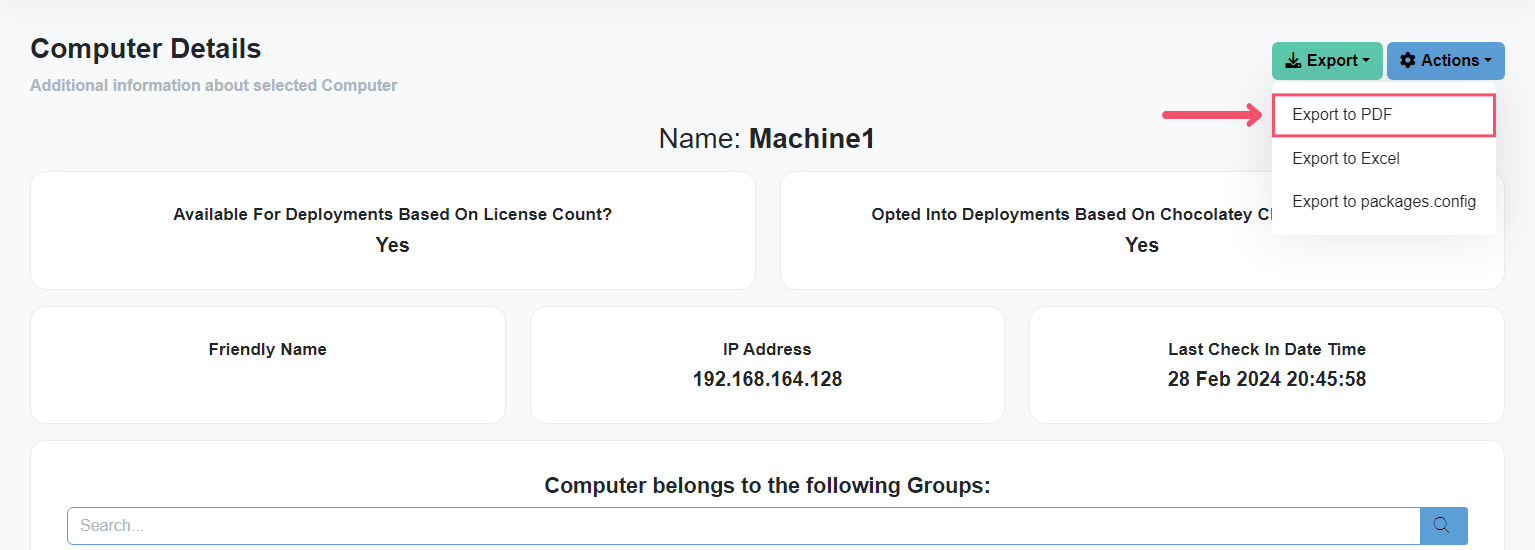 Computer Details
Additional information about selected Computer
Export
Actions
Export to PDF
Export to Excel
Export to packages.config
Name: Machine1
Available For Deployments Based On License Count?
Yes
Opted Into Deployments Based On Chocolatey
Yes
Friendly Name
IP Address
192.168.164.128
Last Check In Date Time
28 Feb 2024 20:45:58
Computer belongs to the following Groups:
Search...